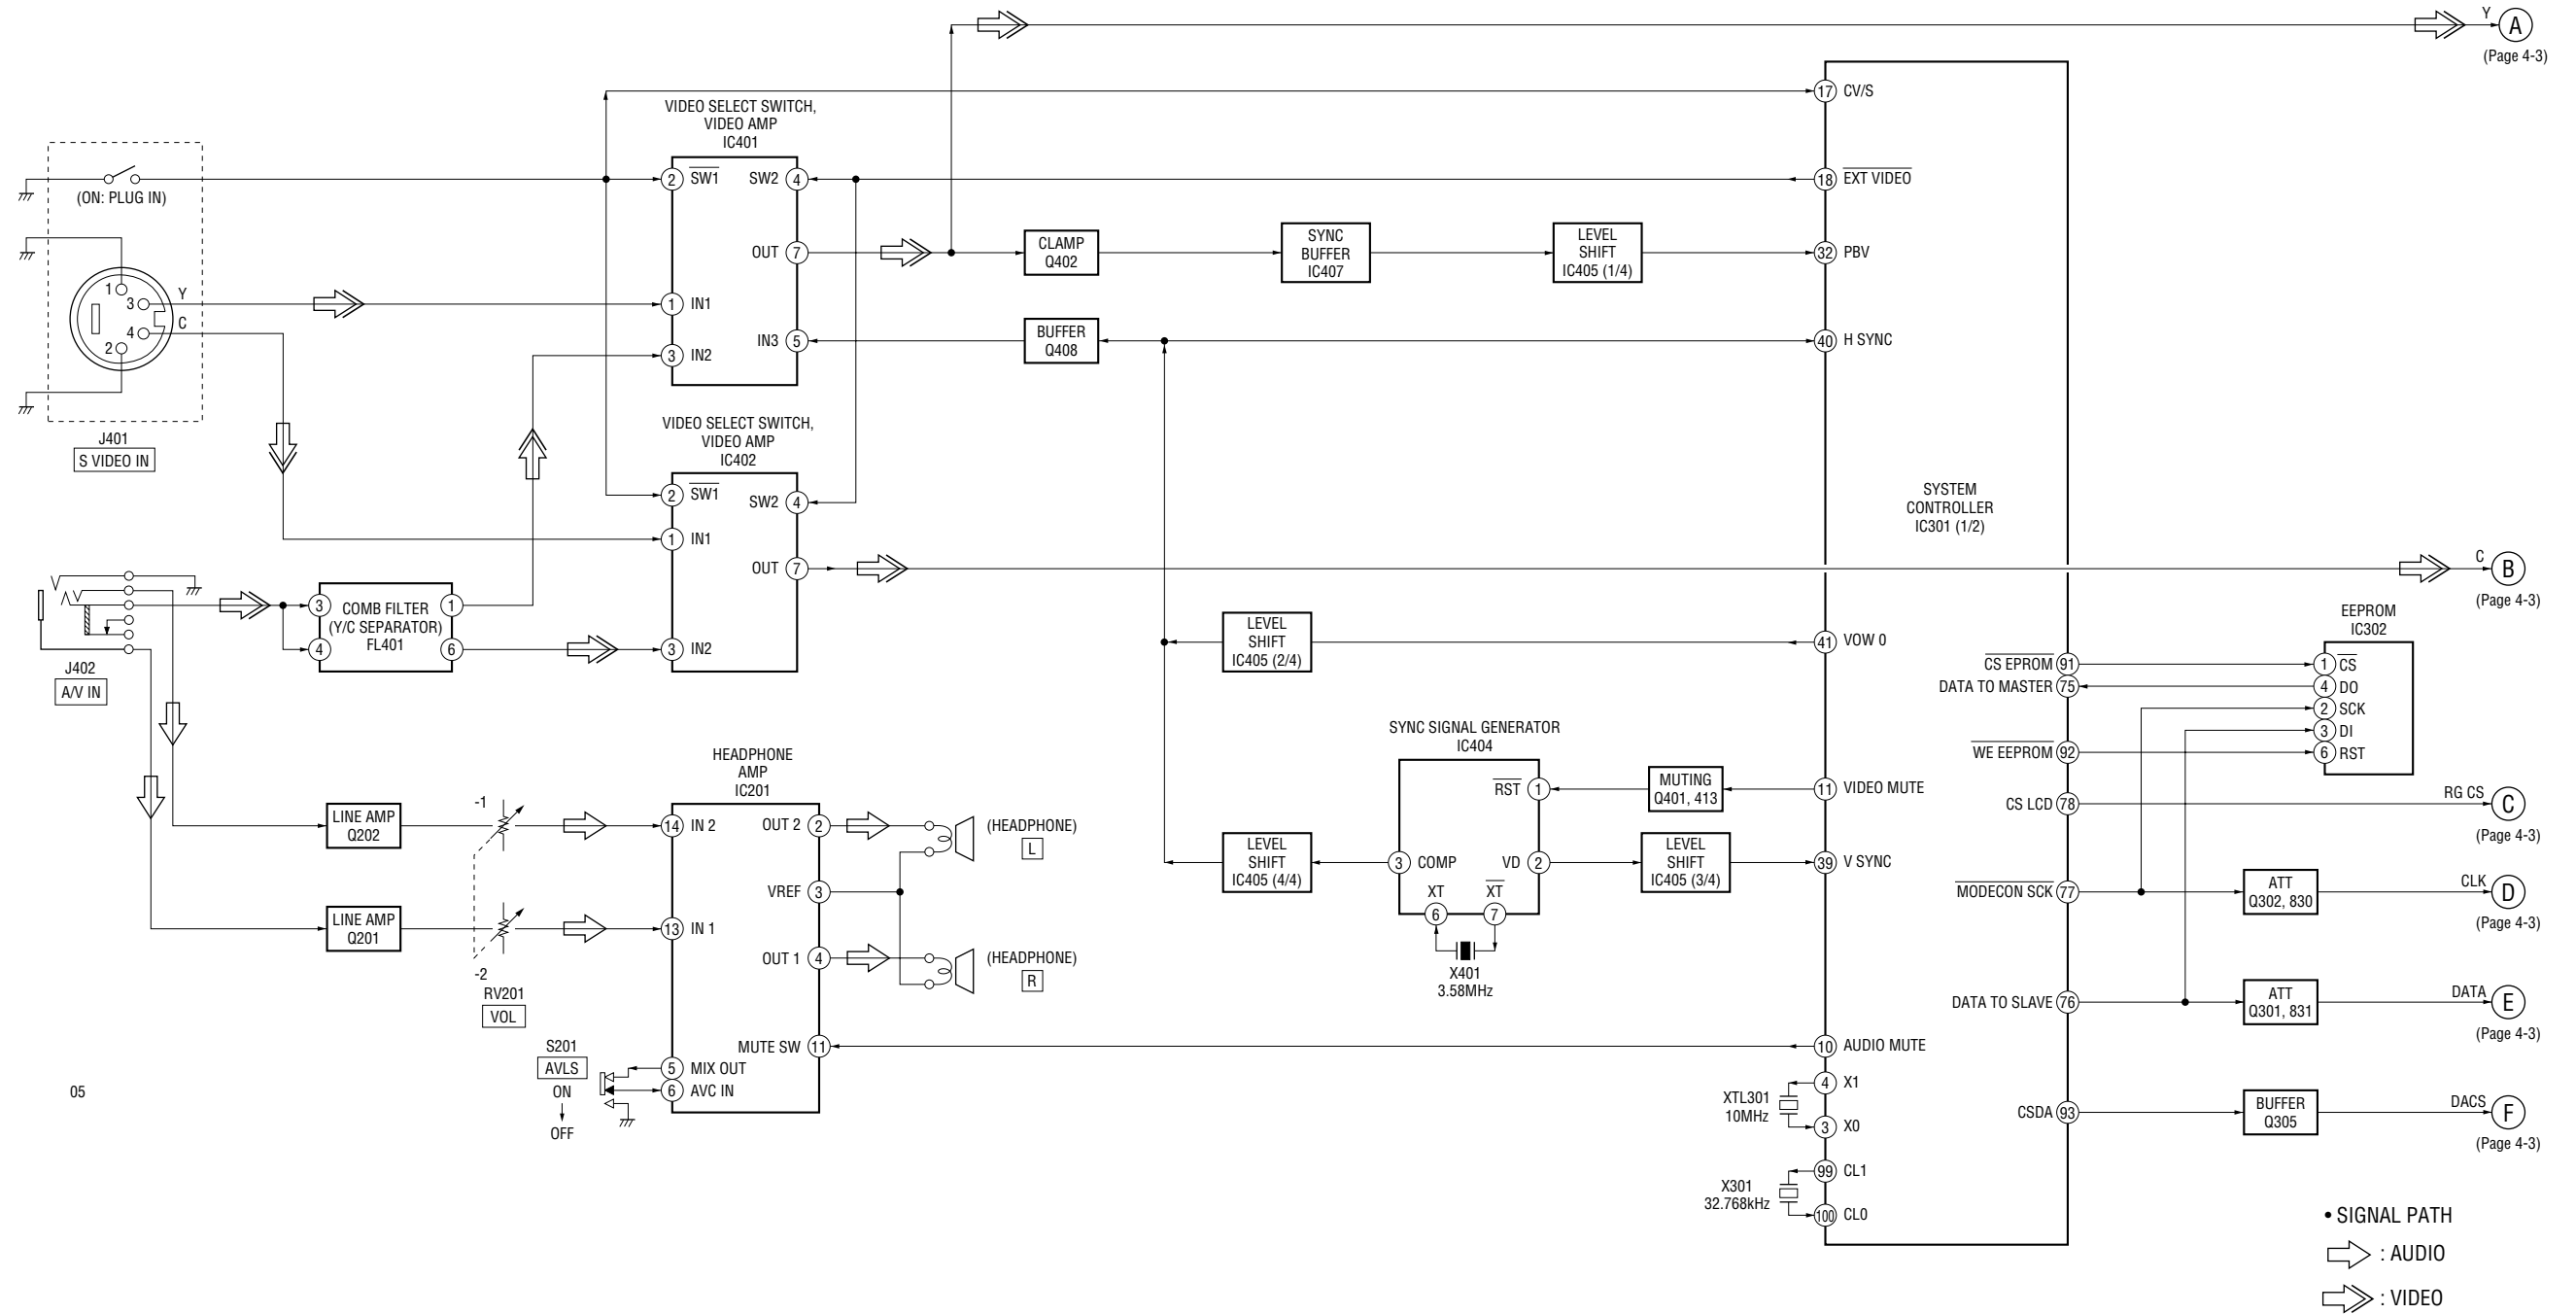 Y
A
(Page 4-3)
VIDEO SELECT SWITCH,
VIDEO AMP
IC401
17 CV/S
(ON: PLUG IN)
2 SW1
SW2 4
18 EXT VIDEO
OUT 7
CLAMP
Q402
SYNC
BUFFER
IC407
LEVEL
SHIFT
IC405 (1/4)
32 PBV
1
3
4
2
Y
C
1 IN1
IN3 5
BUFFER
Q408
40 H SYNC
3 IN2
J401
S VIDEO IN
VIDEO SELECT SWITCH,
VIDEO AMP
IC402
2 SW1
SW2 4
1 IN1
OUT 7
3 IN2
SYSTEM
CONTROLLER
IC301 (1/2)
C
B
(Page 4-3)
3
4
COMB FILTER
(Y/C SEPARATOR)
FL401
1
6
J402
A/V IN
LEVEL
SHIFT
IC405 (2/4)
41 VOW 0
EEPROM
IC302
CS EPROM 91
1 CS
DATA TO MASTER 75
4 DO
2 SCK
3 DI
WE EEPROM 92
6 RST
SYNC SIGNAL GENERATOR
IC404
RST 1
MUTING
Q401, 413
11 VIDEO MUTE
CS LCD 78
RG CS
C
(Page 4-3)
HEADPHONE
AMP
IC201
LINE AMP
Q202
-1
14 IN 2
OUT 2 2
(HEADPHONE)
L
LEVEL
SHIFT
IC405 (4/4)
3 COMP
VD 2
LEVEL
SHIFT
IC405 (3/4)
39 V SYNC
VREF 3
XT
6
XT
7
MODECON SCK 77
ATT
Q302, 830
CLK
D
(Page 4-3)
LINE AMP
Q201
13 IN 1
OUT 1 4
(HEADPHONE)
R
-2
RV201
VOL
X401
3.58MHz
DATA TO SLAVE 76
ATT
Q301, 831
DATA
E
(Page 4-3)
S201
AVLS
ON
OFF
MUTE SW 11
5 MIX OUT
6 AVC IN
10 AUDIO MUTE
XTL301
10MHz
4 X1
3 X0
05
CSDA 93
BUFFER
Q305
DACS
F
(Page 4-3)
X301
32.768kHz
99 CL1
100 CL0
• SIGNAL PATH
: AUDIO
: VIDEO